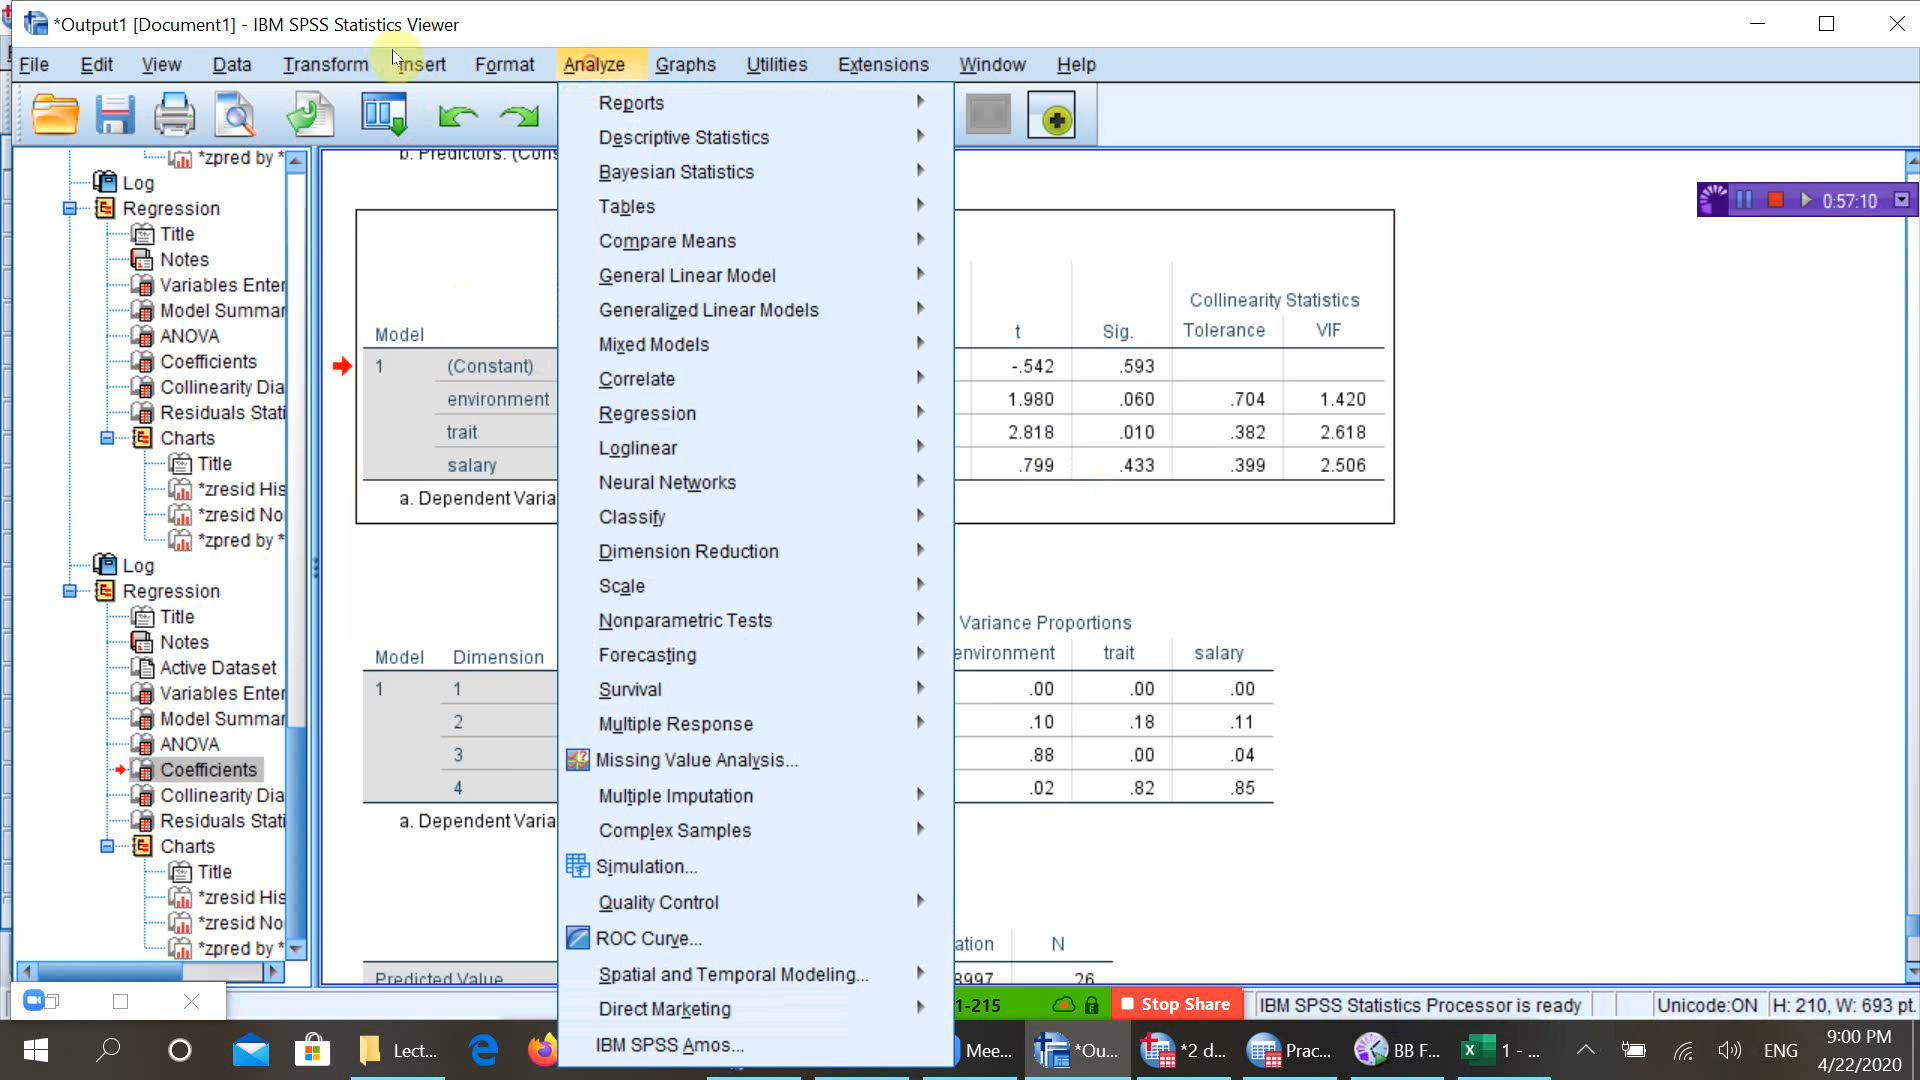 *Output1 [Document1] - IBM SPSS Statistics Viewer
File Edit View Data Transform Insert Format Analyze Graphs Utilities Extensions Window Help
*zpred by *
Log
Regression
Title
Notes
Variables Enter
Model Summar
ANOVA
Coefficients
Collinearity Dia
Residuals Stati
Charts
Title
*zresid His
*zresid No
*zpred by *
Log
Regression
Title
Notes
Active Dataset
Variables Enter
Model Summar
ANOVA
Coefficients
Collinearity Dia
Residuals Stati
Charts
Title
*zresid His
*zresid No
*zpred by *
Reports
Descriptive Statistics
Bayesian Statistics
Tables
Compare Means
General Linear Model
Generalized Linear Models
Mixed Models
Correlate
Regression
Loglinear
Neural Networks
Classify
Dimension Reduction
Scale
Nonparametric Tests
Forecasting
Survival
Multiple Response
Missing Value Analysis...
Multiple Imputation
Complex Samples
Simulation...
Quality Control
ROC Curve...
Spatial and Temporal Modeling...
Direct Marketing
IBM SPSS Amos...
b. Predictors: (Cons
0:57:10
Collinearity Statistics
Model t Sig. Tolerance VIF
1 (Constant) -.542 .593
environment 1.980 .060 .704 1.420
trait 2.818 .010 .382 2.618
salary .799 .433 .399 2.506
a. Dependent Varia
Variance Proportions
Model Dimension environment trait salary
1 1 .00 .00 .00
2 .10 .18 .11
3 .88 .00 .04
4 .02 .82 .85
a. Dependent Varia
ation N
Predicted Value 8997 26
1-215 Stop Share IBM SPSS Statistics Processor is ready Unicode:ON H: 210, W: 693 pt.
Lect... Mee... *Ou... *2 d... Prac... BB F... 1 - ... ENG
9:00 PM
4/22/2020